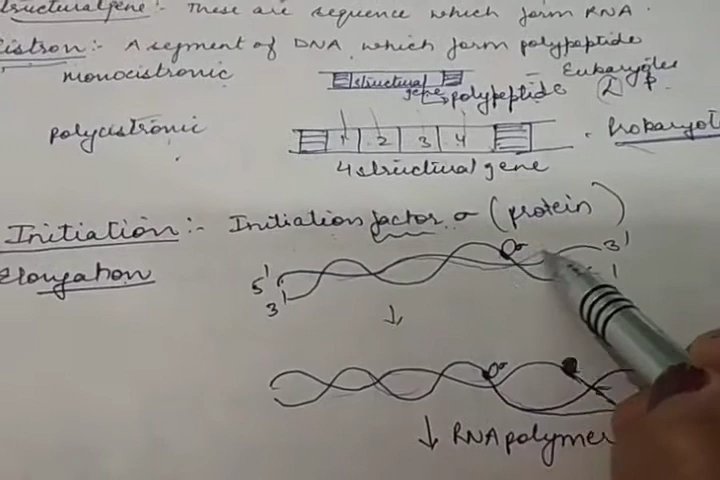 structuralgene:- These are sequence which form RNA.
cistron:- A segment of DNA which form polypeptide
monocistronic structural gene - Eukaryotes
polypeptide
polycistronic 1 2 3 4 - Prokaryot
4 structural gene
Initiation:- Initiation factor σ (protein)
Elongation
5' 3'
3'
σ
σ
↓ RNA polymer